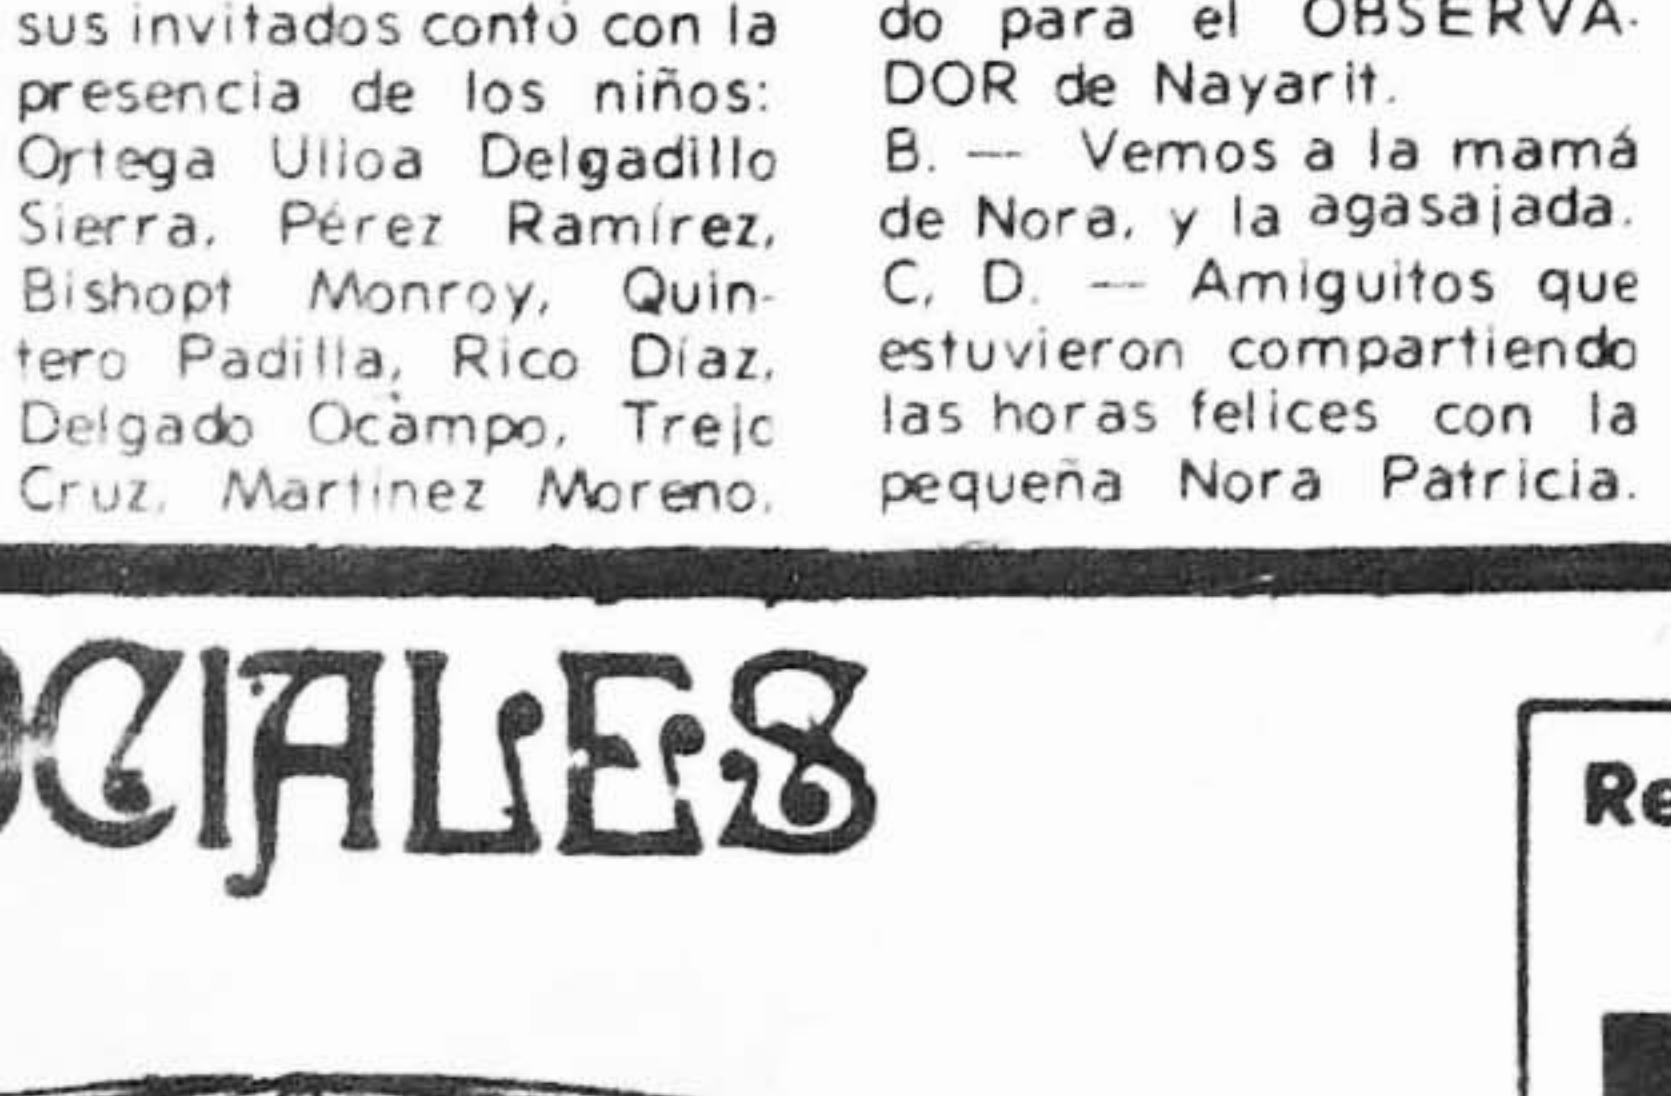 sus invitados contó con la
presencia de los niños:
Ortega Ulloa Delgadillo
Sierra, Pérez Ramírez,
Bishopt Monroy, Quin-
tero Padilla, Rico Díaz,
Delgado Ocampo, Trejo
Cruz, Martínez Moreno,
do para el OBSERVA-
DOR de Nayarit.
B. — Vemos a la mamá
de Nora, y la agasajada.
C, D. — Amiguitos que
estuvieron compartiendo
las horas felices con la
pequeña Nora Patricia.
OCIALES
Re